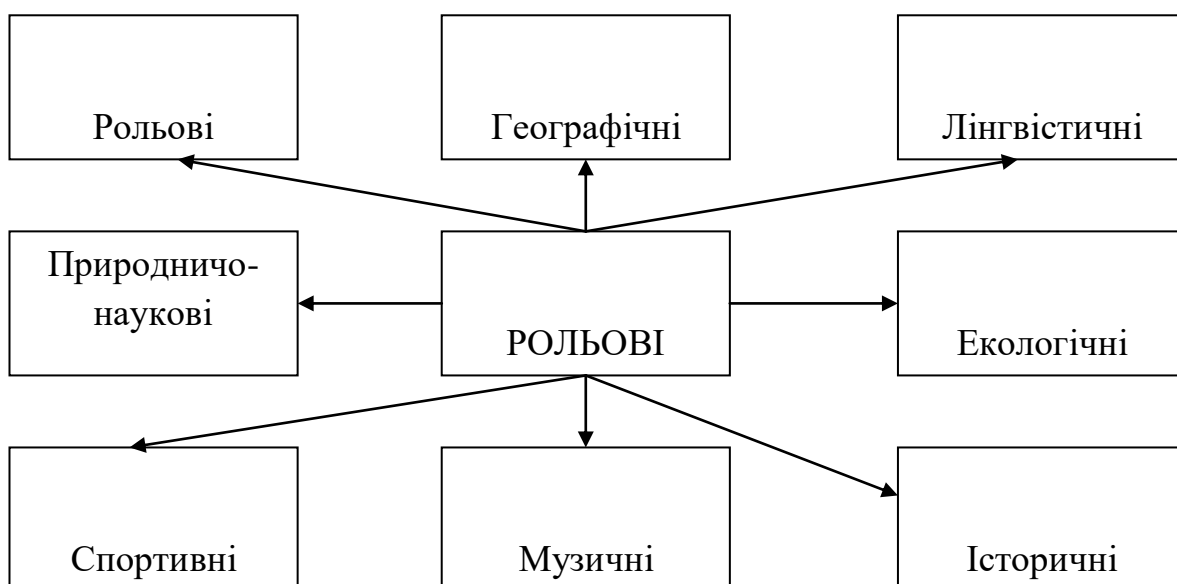 Рольові
Географічні
Лінгвістичні
Природничо-
наукові
РОЛЬОВІ
Екологічні
Спортивні
Музичні
Історичні